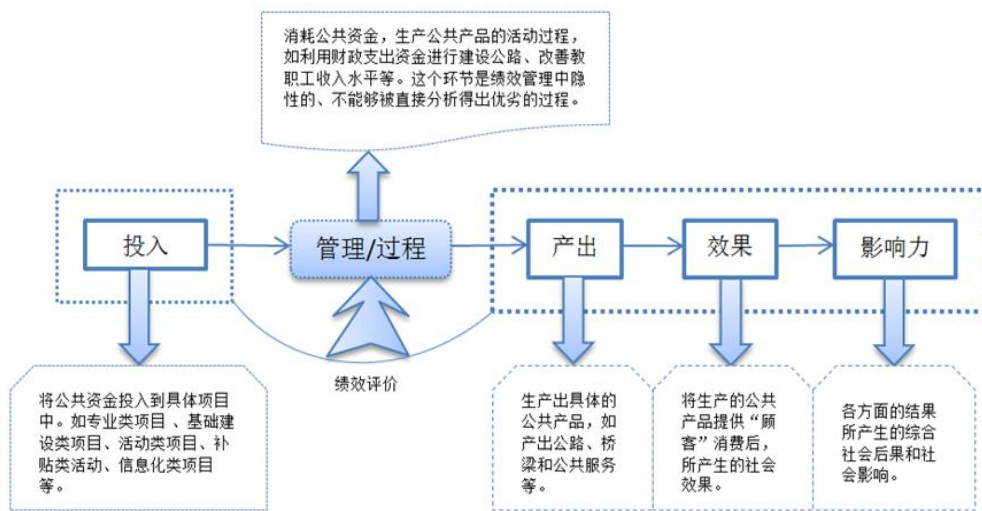 消耗公共资金，生产公共产品的活动过程，
如利用财政支出资金进行建设公路、改善教
职工收入水平等。这个环节是绩效管理中隐
性的、不能够被直接分析得出优劣的过程。
投入
管理/过程
产出
效果
影响力
绩效评价
将公共资金投入到具体项目
中。如专业类项目、基础建
设类项目、活动类项目、补
贴类活动、信息化类项目
等。
生产出具体的
公共产品，如
产出公路、桥
梁和公共服务
等。
将生产的公共
产品提供“顾
客”消费后，
所产生的社会
效果。
各方面的结果
所产生的综合
社会后果和社
会影响。